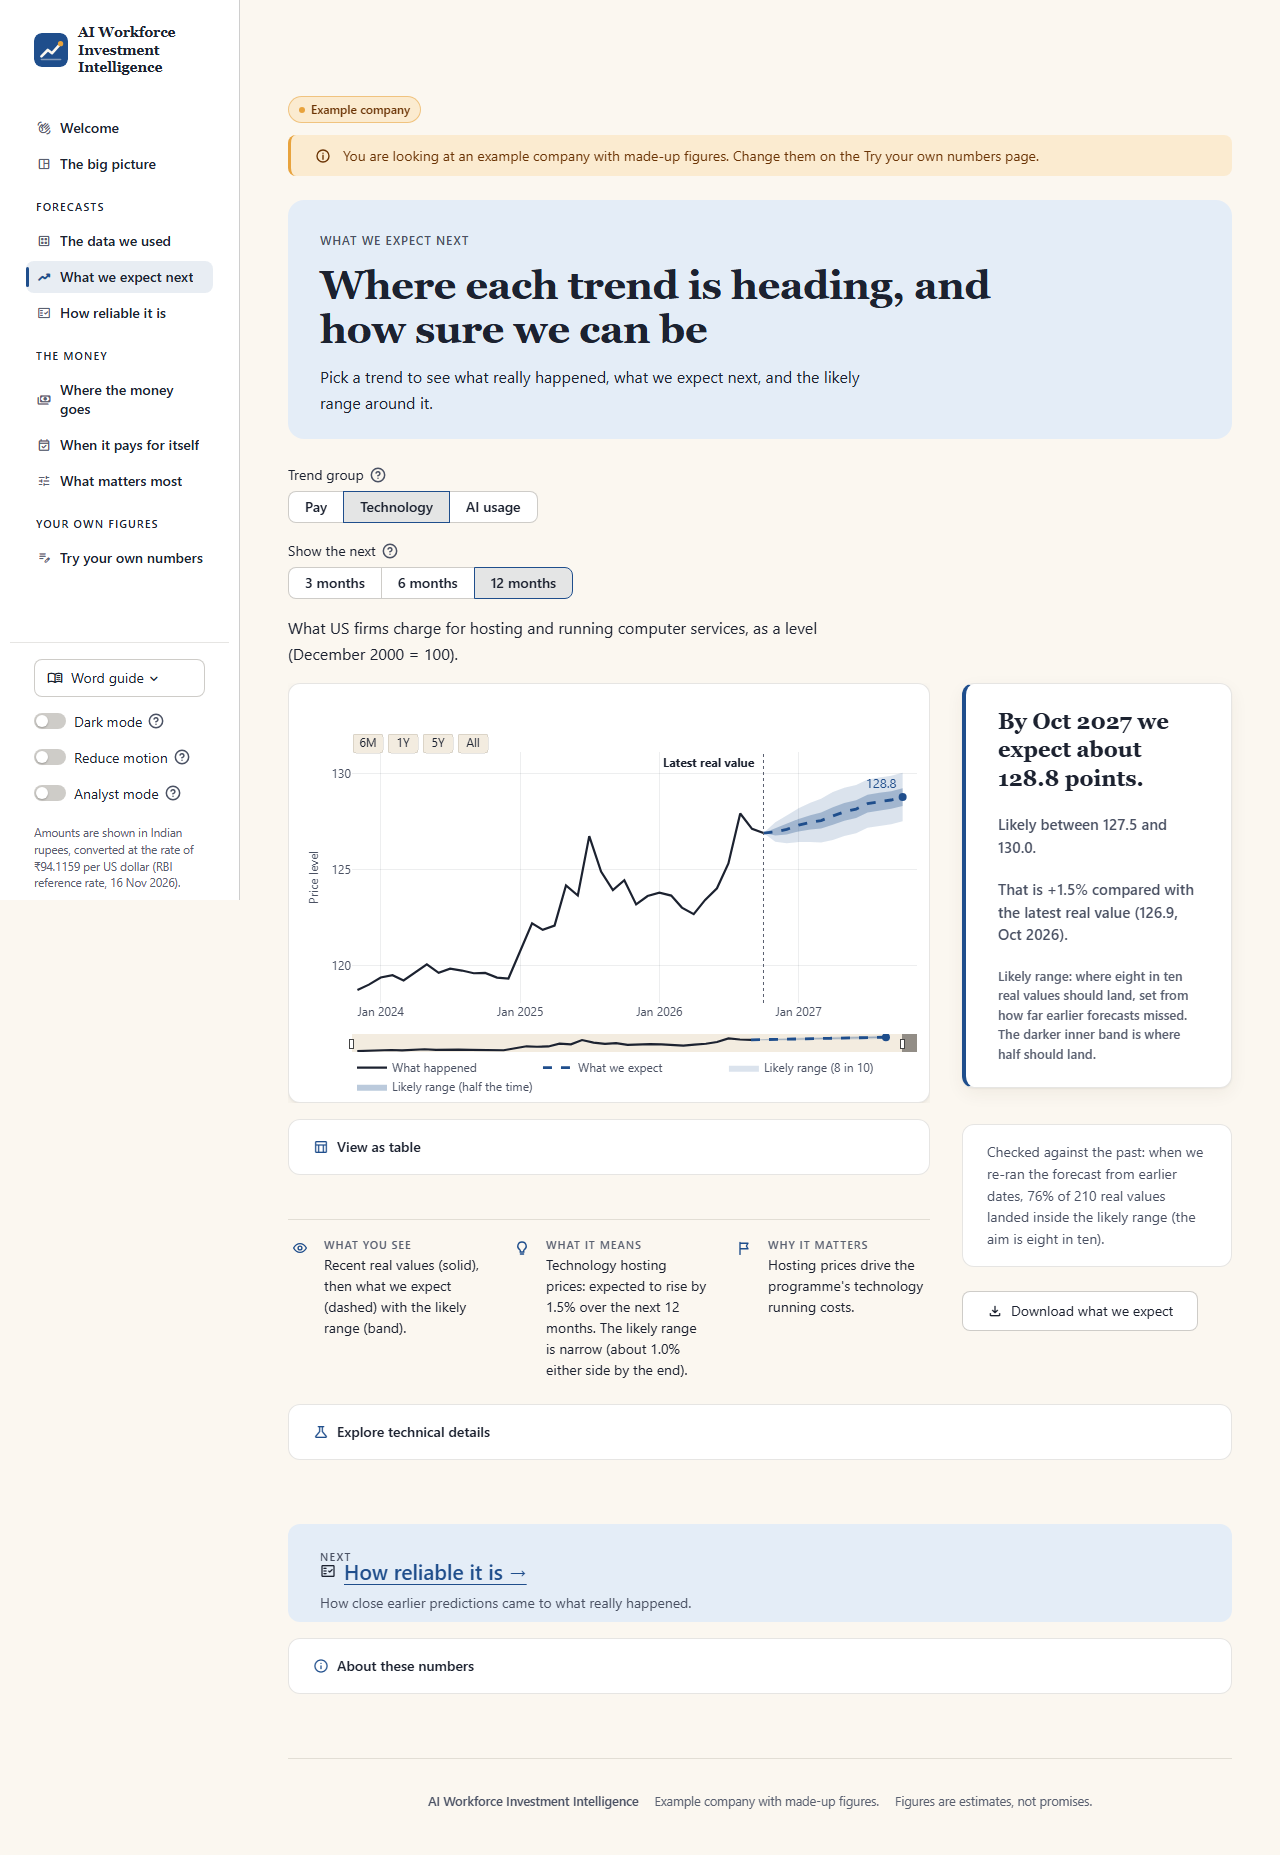 AI Workforce
Investment
Intelligence
Welcome
The big picture
FORECASTS
The data we used
What we expect next
How reliable it is
THE MONEY
Where the money
goes
When it pays for itself
What matters most
YOUR OWN FIGURES
Try your own numbers
Word guide
Dark mode
Reduce motion
Analyst mode
Amounts are shown in Indian
rupees, converted at the rate of
₹94.1159 per US dollar (RBI
reference rate, 16 Nov 2026).
Example company
You are looking at an example company with made-up figures. Change them on the Try your own numbers page.
WHAT WE EXPECT NEXT
Where each trend is heading, and
how sure we can be
Pick a trend to see what really happened, what we expect next, and the likely
range around it.
Trend group
Pay
Technology
AI usage
Show the next
3 months
6 months
12 months
What US firms charge for hosting and running computer services, as a level
(December 2000 = 100).
6M
1Y
5Y
All
Latest real value
128.8
Price level
130
125
120
Jan 2024
Jan 2025
Jan 2026
Jan 2027
What happened
What we expect
Likely range (8 in 10)
Likely range (half the time)
By Oct 2027 we
expect about
128.8 points.
Likely between 127.5 and
130.0.
That is +1.5% compared with
the latest real value (126.9,
Oct 2026).
Likely range: where eight in ten
real values should land, set from
how far earlier forecasts missed.
The darker inner band is where
half should land.
View as table
Checked against the past: when we
re-ran the forecast from earlier
dates, 76% of 210 real values
landed inside the likely range (the
aim is eight in ten).
Download what we expect
WHAT YOU SEE
Recent real values (solid),
then what we expect
(dashed) with the likely
range (band).
WHAT IT MEANS
Technology hosting
prices: expected to rise by
1.5% over the next 12
months. The likely range
is narrow (about 1.0%
either side by the end).
WHY IT MATTERS
Hosting prices drive the
programme's technology
running costs.
Explore technical details
NEXT
How reliable it is →
How close earlier predictions came to what really happened.
About these numbers
AI Workforce Investment Intelligence
Example company with made-up figures.
Figures are estimates, not promises.